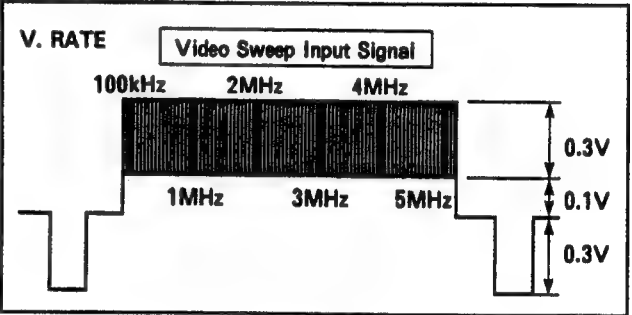 V. RATE
Video Sweep Input Signal
100kHz 2MHz 4MHz
0.3V
1MHz 3MHz 5MHz
0.1V
0.3V